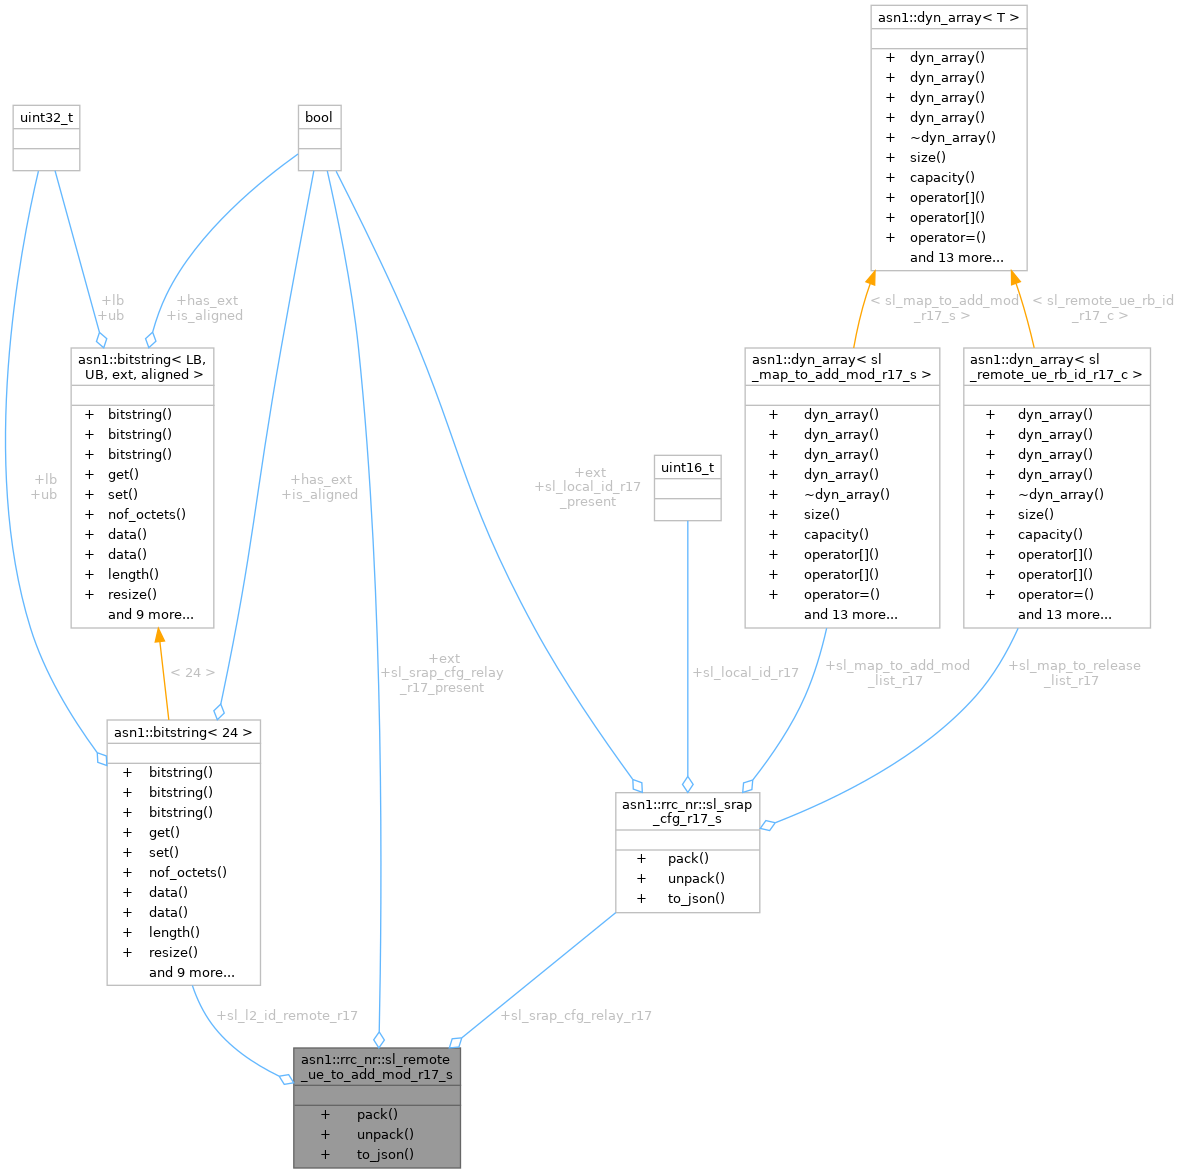 asn1::dyn_array< T >
+ dyn_array()
+ dyn_array()
+ dyn_array()
+ dyn_array()
+ ~dyn_array()
+ size()
+ capacity()
+ operator[]()
+ operator[]()
+ operator=()
and 13 more...
uint32_t
bool
+lb
+ub
+has_ext
+is_aligned
< sl_map_to_add_mod
_r17_s >
< sl_remote_ue_rb_id
_r17_c >
asn1::bitstring< LB,
UB, ext, aligned >
+ bitstring()
+ bitstring()
+ bitstring()
+ get()
+ set()
+ nof_octets()
+ data()
+ data()
+ length()
+ resize()
and 9 more...
asn1::dyn_array< sl
_map_to_add_mod_r17_s >
+ dyn_array()
+ dyn_array()
+ dyn_array()
+ dyn_array()
+ ~dyn_array()
+ size()
+ capacity()
+ operator[]()
+ operator[]()
+ operator=()
and 13 more...
asn1::dyn_array< sl
_remote_ue_rb_id_r17_c >
+ dyn_array()
+ dyn_array()
+ dyn_array()
+ dyn_array()
+ ~dyn_array()
+ size()
+ capacity()
+ operator[]()
+ operator[]()
+ operator=()
and 13 more...
+lb
+ub
+has_ext
+is_aligned
+ext
+sl_local_id_r17
_present
uint16_t
< 24 >
+ext
+sl_srap_cfg_relay
_r17_present
+sl_local_id_r17
+sl_map_to_add_mod
_list_r17
+sl_map_to_release
_list_r17
asn1::bitstring< 24 >
+ bitstring()
+ bitstring()
+ bitstring()
+ get()
+ set()
+ nof_octets()
+ data()
+ data()
+ length()
+ resize()
and 9 more...
asn1::rrc_nr::sl_srap
_cfg_r17_s
+ pack()
+ unpack()
+ to_json()
+sl_l2_id_remote_r17
+sl_srap_cfg_relay_r17
asn1::rrc_nr::sl_remote
_ue_to_add_mod_r17_s
+ pack()
+ unpack()
+ to_json()